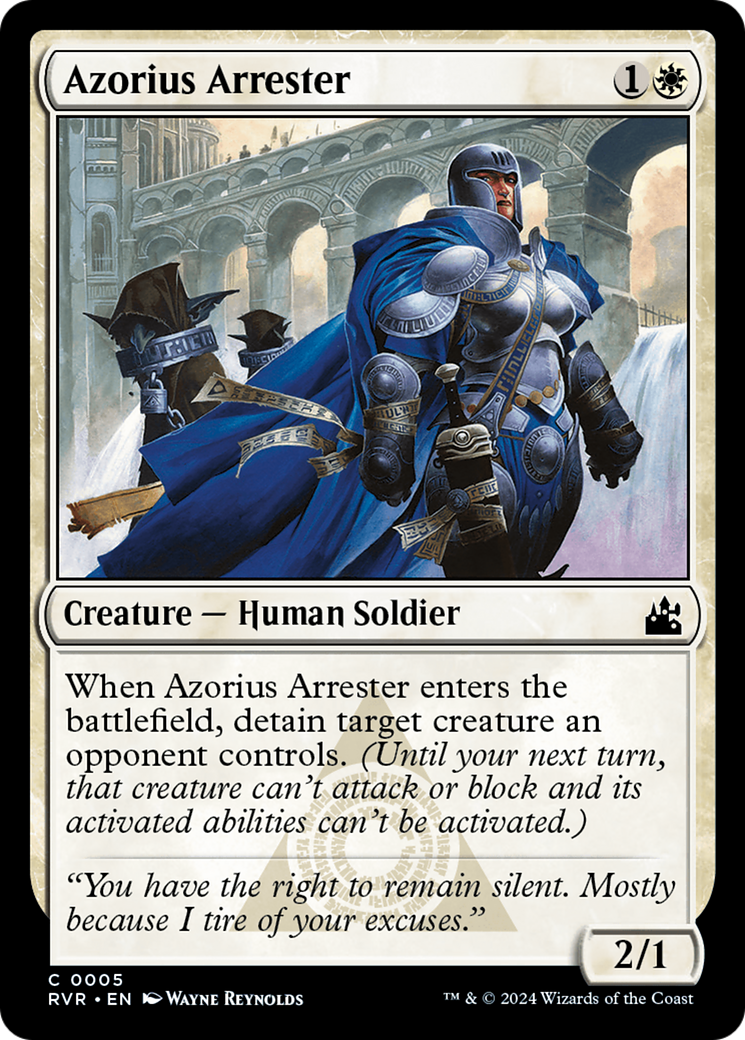 Azorius Arrester
1
Creature — Human Soldier
When Azorius Arrester enters the
battlefield, detain target creature an
opponent controls. (Until your next turn,
that creature can't attack or block and its
activated abilities can't be activated.)
“You have the right to remain silent. Mostly
because I tire of your excuses.”
2/1
C 0005
RVR • EN Wayne Reynolds
™ & © 2024 Wizards of the Coast